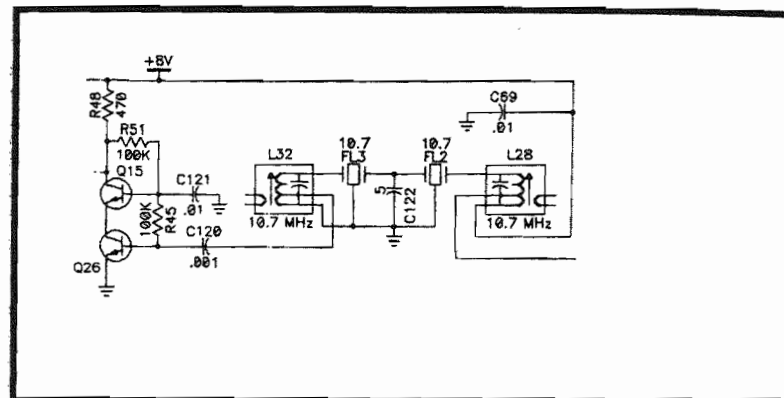 +8V
R48
470
R51
100K
Q15
C121
.01
100K
R45
C120
.001
Q26
L32
10.7 MHz
10.7
FL3
5
C122
10.7
FL2
C69
.01
L28
10.7 MHz